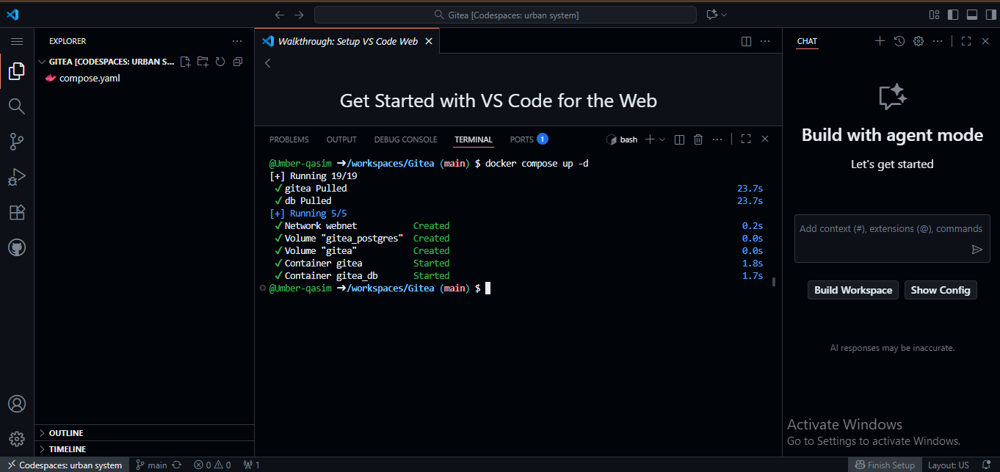 Gitea [Codespaces: urban system]
EXPLORER
GITEA [CODESPACES: URBAN S...
compose.yaml
OUTLINE
TIMELINE
Walkthrough: Setup VS Code Web
Get Started with VS Code for the Web
PROBLEMS OUTPUT DEBUG CONSOLE TERMINAL PORTS 1
bash
@Umber-qasim ➜/workspaces/Gitea (main) $ docker compose up -d
[+] Running 19/19
✓gitea Pulled 23.7s
✓db Pulled 23.7s
[+] Running 5/5
✓Network webnet Created 0.2s
✓Volume "gitea_postgres" Created 0.0s
✓Volume "gitea" Created 0.0s
✓Container gitea Started 1.8s
✓Container gitea_db Started 1.7s
@Umber-qasim ➜/workspaces/Gitea (main) $
CHAT
Build with agent mode
Let's get started
Add context (#), extensions (@), commands
Build Workspace Show Config
AI responses may be inaccurate.
Activate Windows
Go to Settings to activate Windows.
Codespaces: urban system main 0 0 1 Finish Setup Layout: US